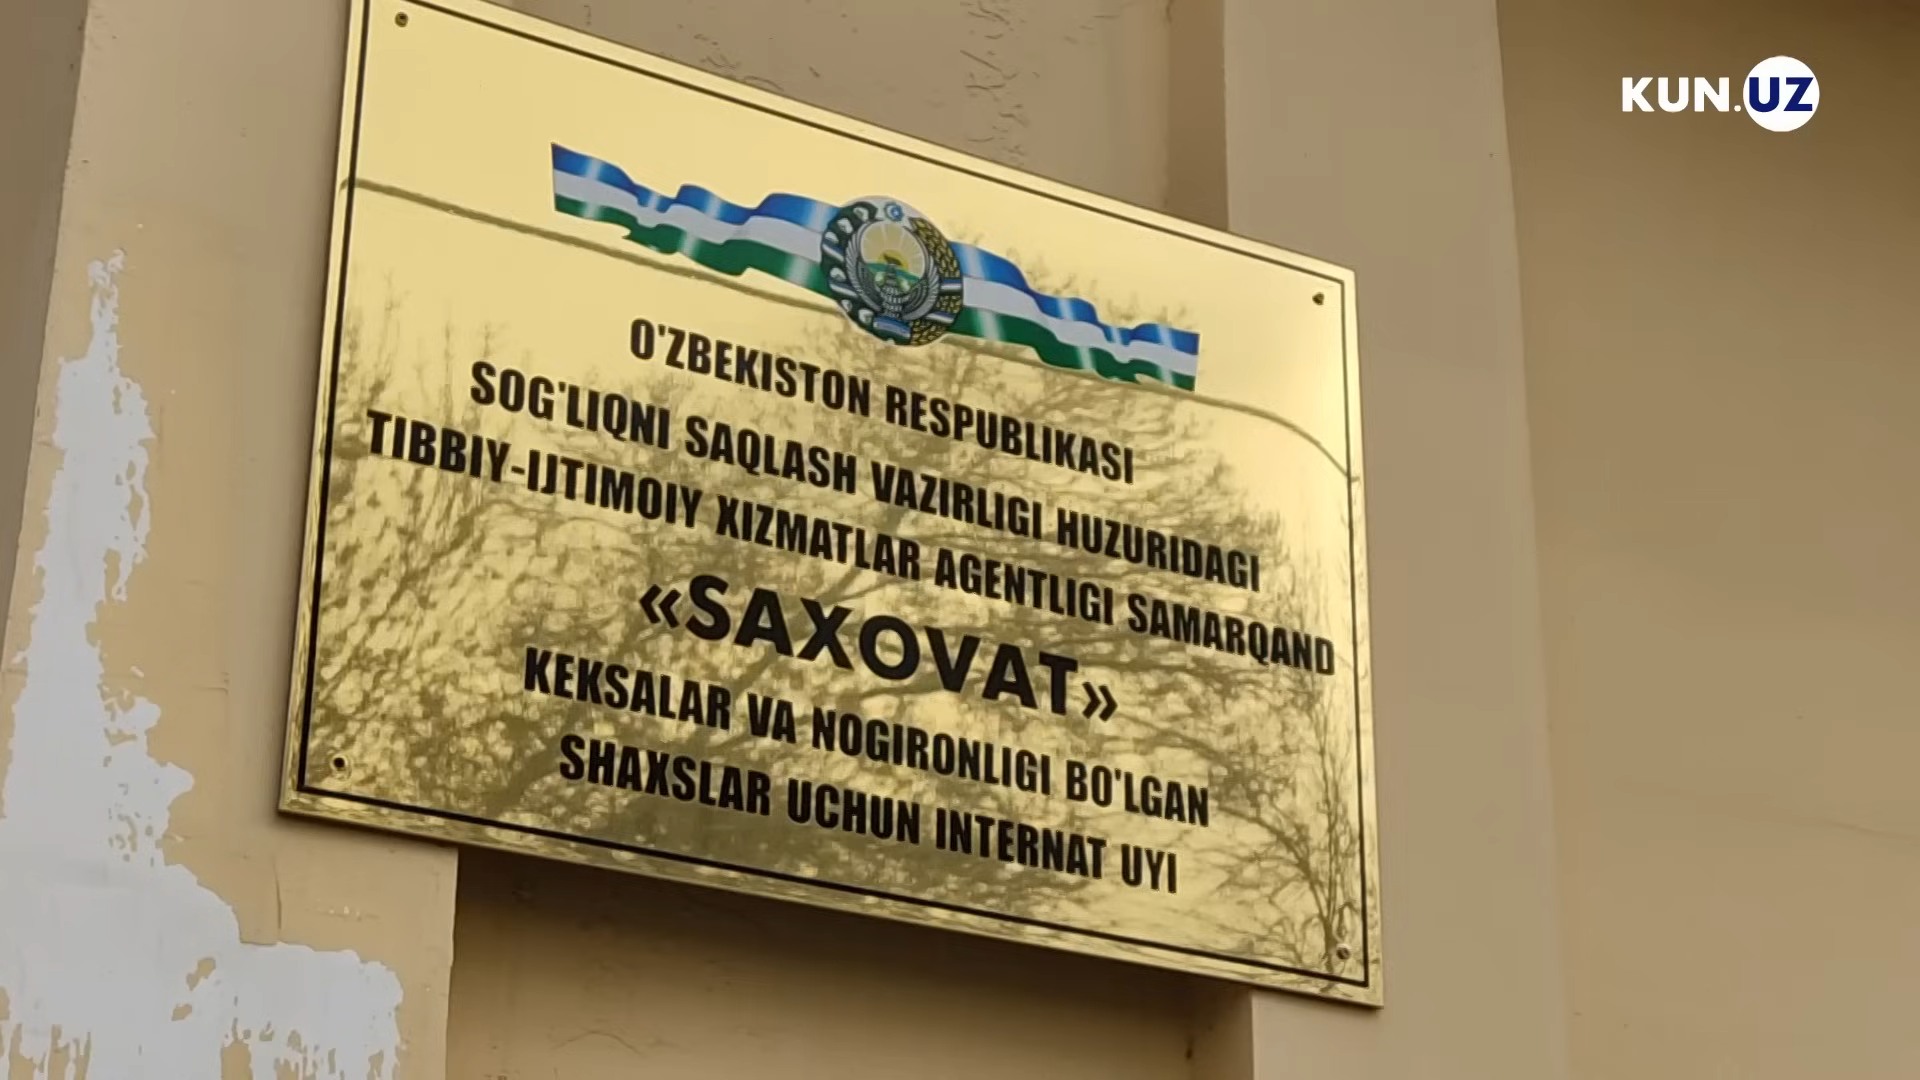 KUN.UZ
O'ZBEKISTON RESPUBLIKASI
SOG'LIQNI SAQLASH VAZIRLIGI HUZURIDAGI
TIBBIY-IJTIMOIY XIZMATLAR AGENTLIGI SAMARQAND
«SAXOVAT»
KEKSALAR VA NOGIRONLIGI BO'LGAN
SHAXSLAR UCHUN INTERNAT UYI